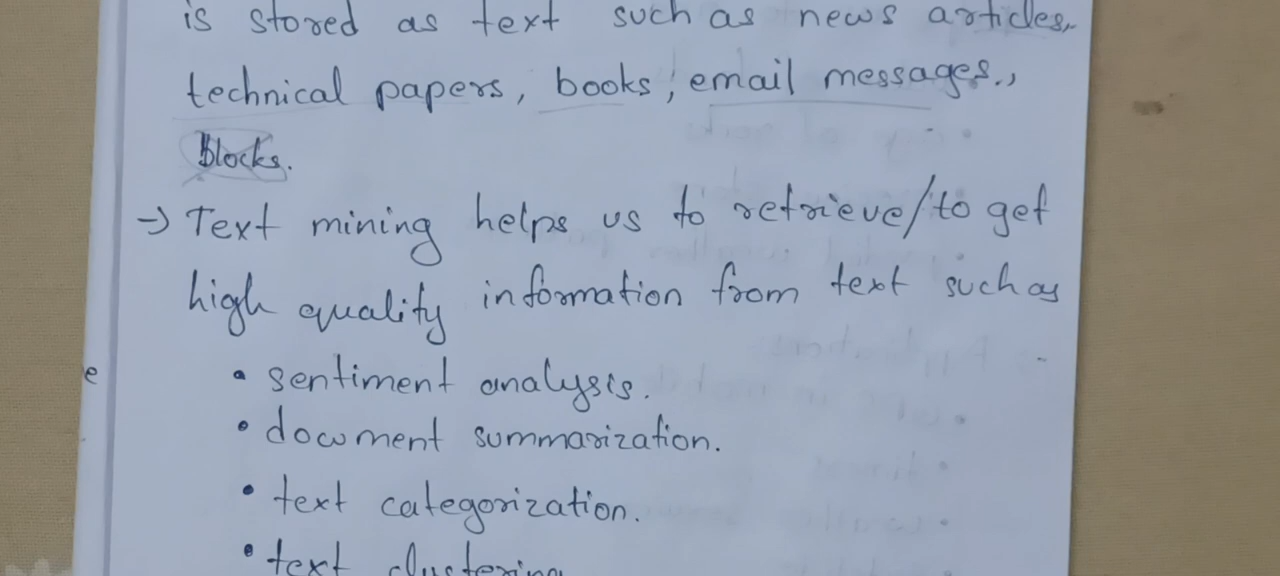 is stored as text such as news articles,
technical papers, books, email messages.,
Blocks.
→ Text mining helps us to retrieve/to get
high quality information from text such as
e
• sentiment analysis.
• document summarization.
• text categorization.
• text clustering